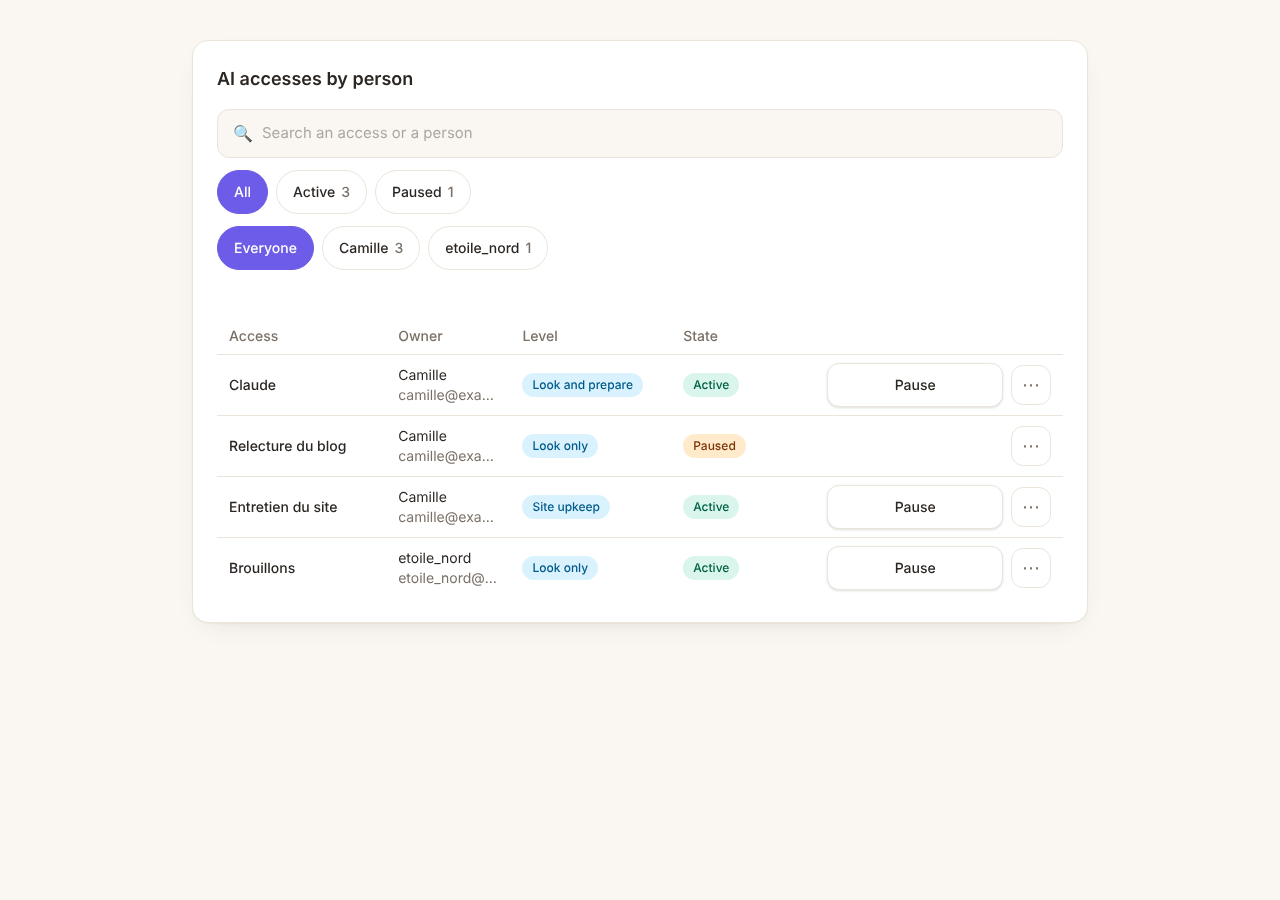 AI accesses by person
🔍 Search an access or a person
All
Active 3
Paused 1
Everyone
Camille 3
etoile_nord 1
Access Owner Level State
Claude Camille camille@exa... Look and prepare Active Pause ...
Relecture du blog Camille camille@exa... Look only Paused ...
Entretien du site Camille camille@exa... Site upkeep Active Pause ...
Brouillons etoile_nord etoile_nord@... Look only Active Pause ...